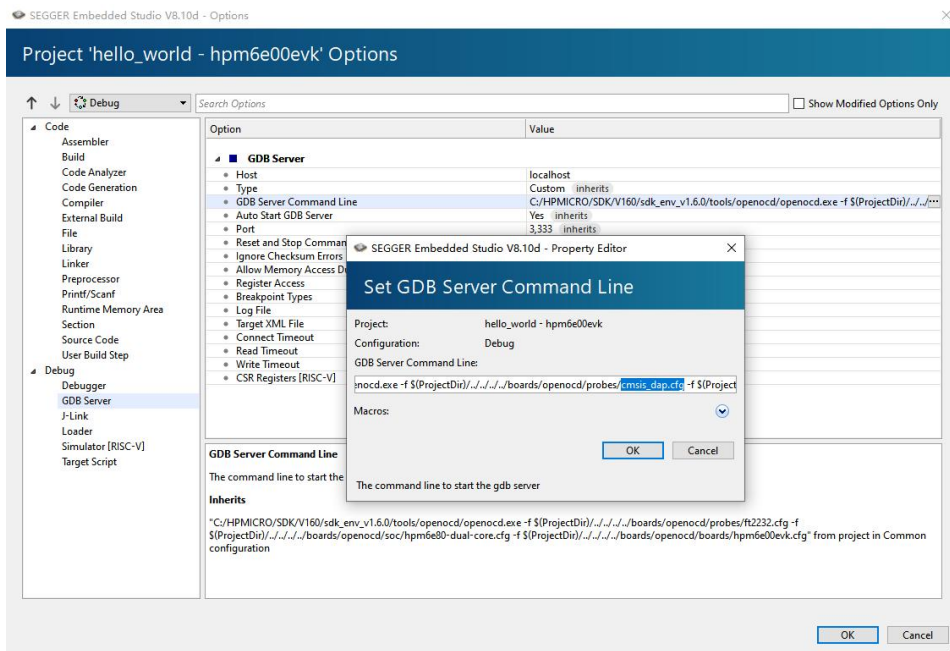 SEGGER Embedded Studio V8.10d - Options
Project 'hello_world - hpm6e00evk' Options
Debug
Search Options
Show Modified Options Only
Code
Assembler
Build
Code Analyzer
Code Generation
Compiler
External Build
File
Library
Linker
Preprocessor
Printf/Scanf
Runtime Memory Area
Section
Source Code
User Build Step
Debug
Debugger
GDB Server
J-Link
Loader
Simulator [RISC-V]
Target Script
Option Value
GDB Server
Host localhost
Type Custom inherits
GDB Server Command Line C:/HPMICRO/SDK/V160/sdk_env_v1.6.0/tools/openocd/openocd.exe -f $(ProjectDir)/../../
Auto Start GDB Server Yes inherits
Port 3,333 inherits
Reset and Stop Comman
Ignore Checksum Errors
Allow Memory Access D
Register Access
Breakpoint Types
Log File
Target XML File
Connect Timeout
Read Timeout
Write Timeout
CSR Registers [RISC-V]
SEGGER Embedded Studio V8.10d - Property Editor
Set GDB Server Command Line
Project: hello_world - hpm6e00evk
Configuration: Debug
GDB Server Command Line:
enocd.exe -f $(ProjectDir)/../../../../boards/openocd/probes/cmsis_dap.cfg -f $(Project
Macros:
OK Cancel
The command line to start the gdb server
GDB Server Command Line
The command line to start the
Inherits
"C:/HPMICRO/SDK/V160/sdk_env_v1.6.0/tools/openocd/openocd.exe -f $(ProjectDir)/../../../../boards/openocd/probes/ft2232.cfg -f
$(ProjectDir)/../../../../boards/openocd/soc/hpm6e80-dual-core.cfg -f $(ProjectDir)/../../../../boards/openocd/boards/hpm6e00evk.cfg" from project in Common
configuration
OK Cancel